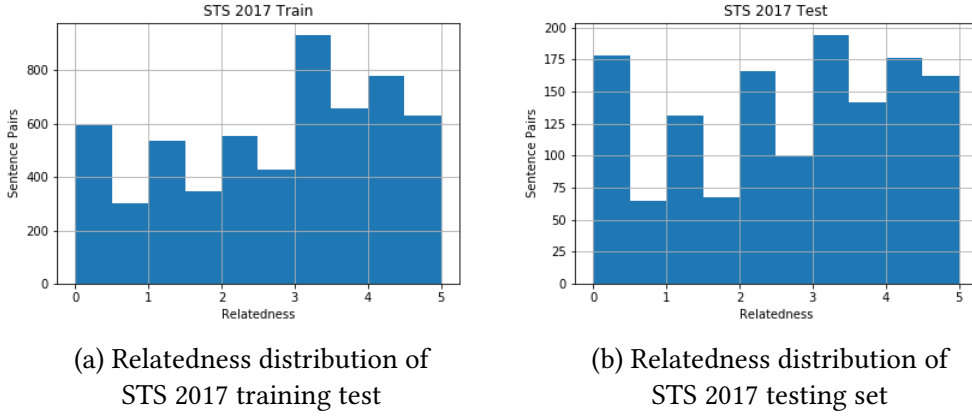 STS 2017 Train
Sentence Pairs
800
600
400
200
0
0 1 2 3 4 5
Relatedness
(a) Relatedness distribution of
STS 2017 training test
STS 2017 Test
Sentence Pairs
200
175
150
125
100
75
50
25
0
0 1 2 3 4 5
Relatedness
(b) Relatedness distribution of
STS 2017 testing set